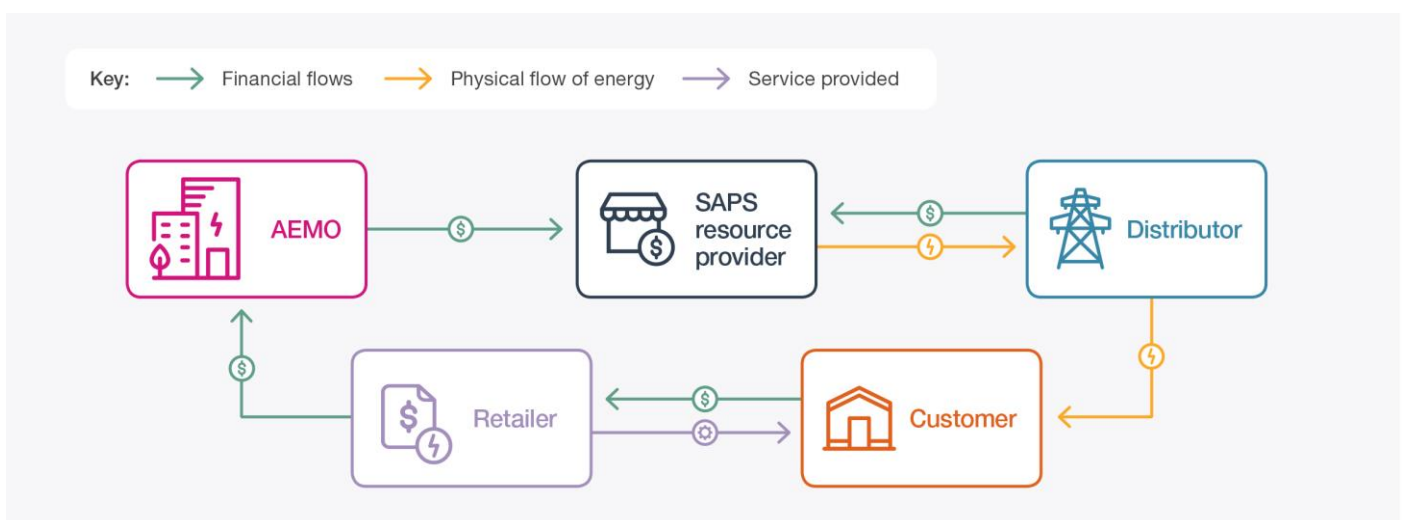 Key: Financial flows Physical flow of energy Service provided
AEMO
$
SAPS
resource
provider
$
$
Distributor
$
Retailer
$
$
Customer